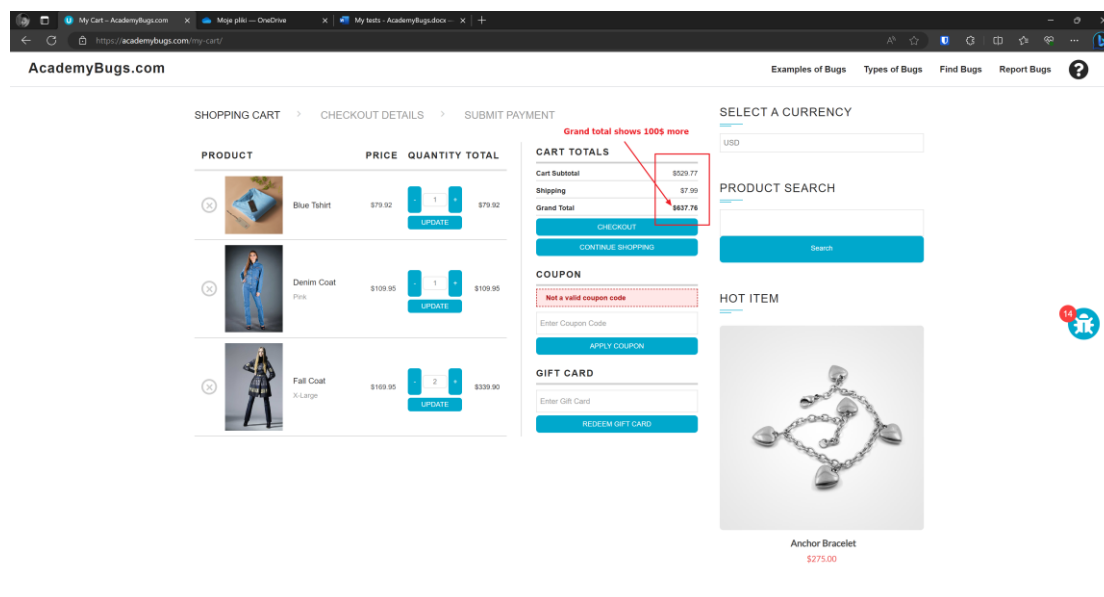 My Cart – AcademyBugs.com
Moje pliki — OneDrive
My tests - AcademyBugs.docx —
https://academybugs.com/my-cart/
AcademyBugs.com
Examples of Bugs Types of Bugs Find Bugs Report Bugs
SHOPPING CART > CHECKOUT DETAILS > SUBMIT PAYMENT
Grand total shows 100$ more
PRODUCT PRICE QUANTITY TOTAL
Blue Tshirt $79.92 - 1 + $79.92
UPDATE
Denim Coat $109.95 - 1 + $109.95
Pink
UPDATE
Fall Coat $169.95 - 2 + $339.90
X-Large
UPDATE
CART TOTALS
Cart Subtotal $529.77
Shipping $7.99
Grand Total $637.76
CHECKOUT
CONTINUE SHOPPING
COUPON
Not a valid coupon code
Enter Coupon Code
APPLY COUPON
GIFT CARD
Enter Gift Card
REDEEM GIFT CARD
SELECT A CURRENCY
USD
PRODUCT SEARCH
Search
HOT ITEM
Anchor Bracelet
$275.00
14